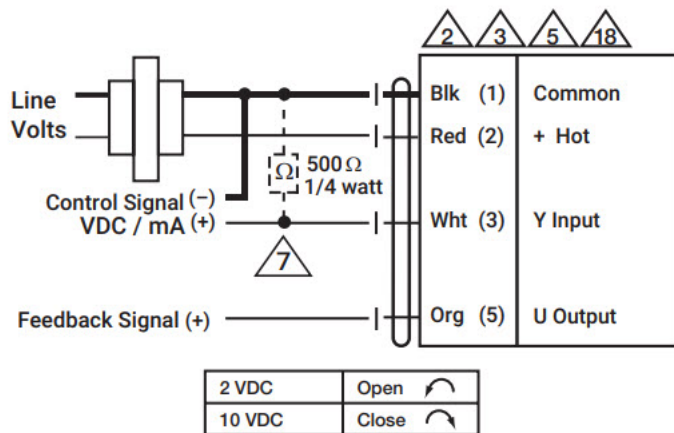 2 3 5 18
Line Volts
Blk (1) Common
Red (2) + Hot
Ω 500 Ω
1/4 watt
Control Signal (−)
VDC / mA (+)
Wht (3) Y Input
7
Feedback Signal (+)
Org (5) U Output
2 VDC Open
10 VDC Close